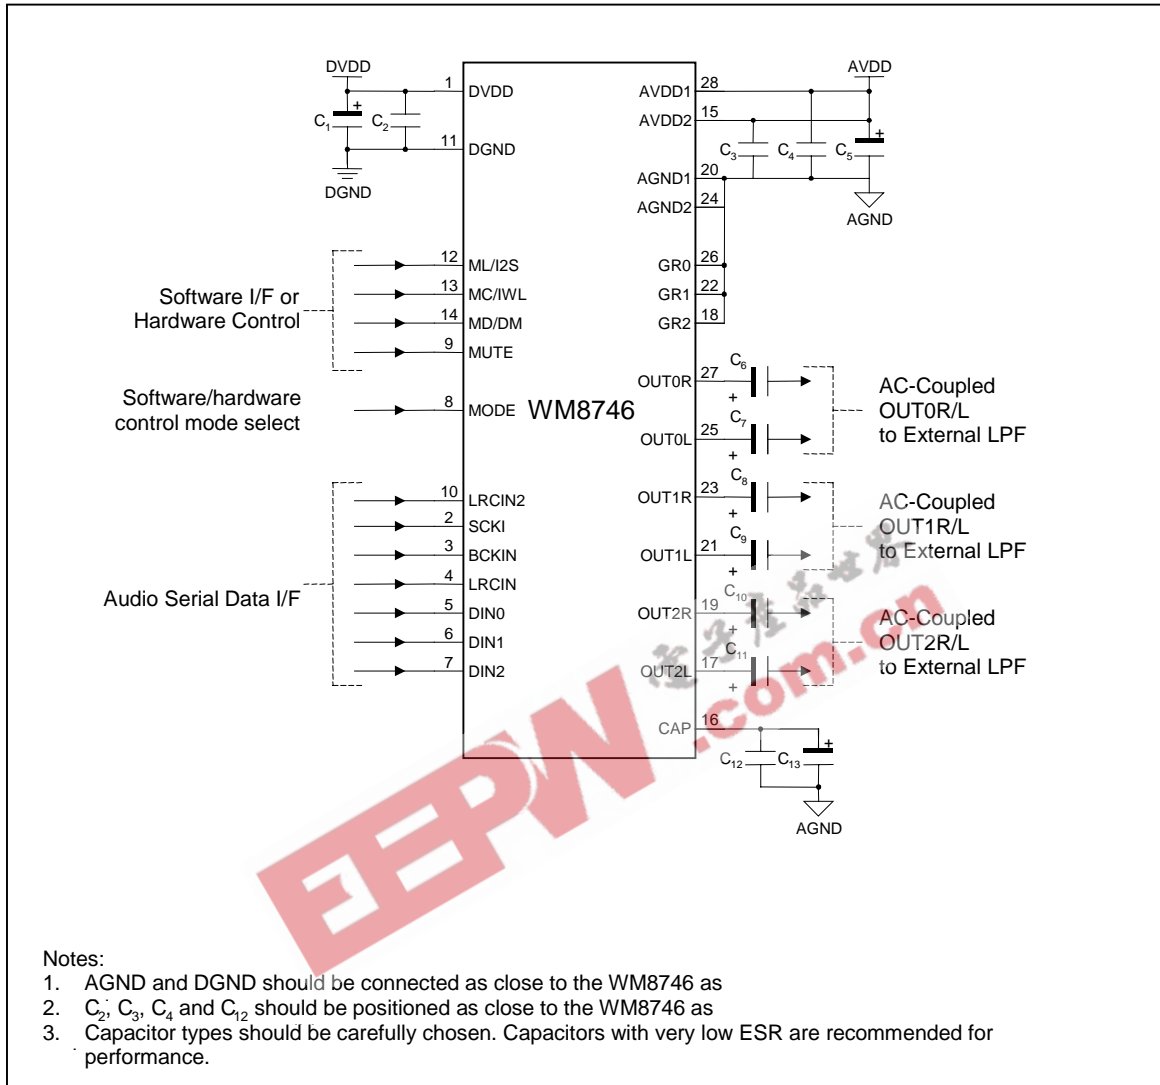 DVDD
AVDD
1 DVDD
AVDD1 28
AVDD2 15
C1 + C2
C3 C4 C5 +
11 DGND
DGND
AGND1 20
AGND2 24
AGND
12 ML/I2S
13 MC/IWL
14 MD/DM
9 MUTE
Software I/F or
Hardware Control
GR0 26
GR1 22
GR2 18
Software/hardware
control mode select
8 MODE
WM8746
OUT0R 27 C6 +
OUT0L 25 C7 +
AC-Coupled
OUT0R/L
to External LPF
OUT1R 23 C8 +
OUT1L 21 C9 +
AC-Coupled
OUT1R/L
to External LPF
OUT2R 19 C10 +
OUT2L 17 C11 +
AC-Coupled
OUT2R/L
to External LPF
10 LRCIN2
2 SCKI
3 BCKIN
4 LRCIN
5 DIN0
6 DIN1
7 DIN2
Audio Serial Data I/F
CAP 16
C12 C13 +
AGND
EEPW.com.cn
电子產品世界
Notes:
1. AGND and DGND should be connected as close to the WM8746 as
2. C2, C3, C4 and C12 should be positioned as close to the WM8746 as
3. Capacitor types should be carefully chosen. Capacitors with very low ESR are recommended for
performance.